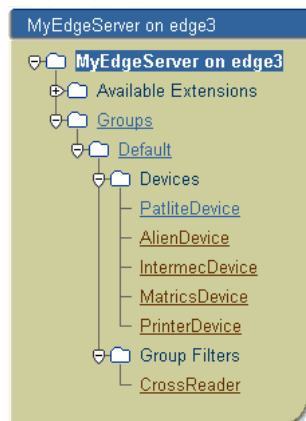 MyEdgeServer on edge3
MyEdgeServer on edge3
Available Extensions
Groups
Default
Devices
PatliteDevice
AlienDevice
IntermecDevice
MatricsDevice
PrinterDevice
Group Filters
CrossReader